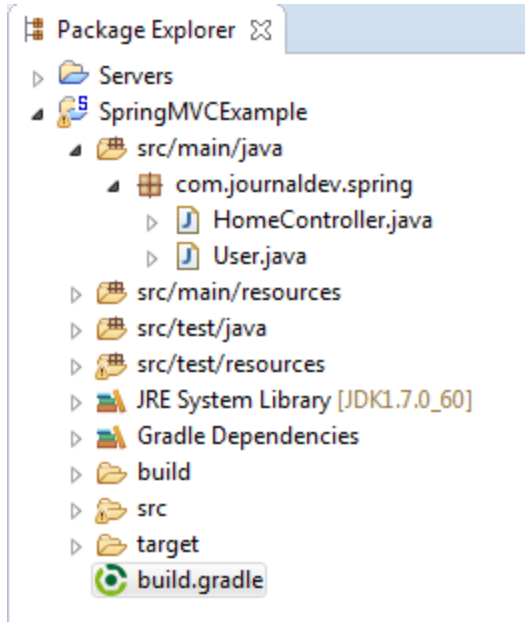 Package Explorer
Servers
SpringMVCExample
src/main/java
com.journaldev.spring
HomeController.java
User.java
src/main/resources
src/test/java
src/test/resources
JRE System Library [JDK1.7.0_60]
Gradle Dependencies
build
src
target
build.gradle